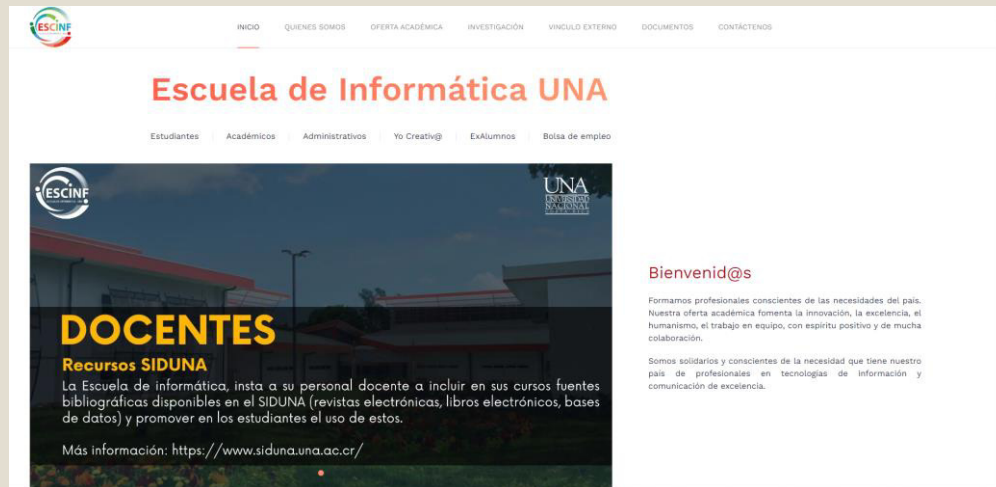 ESCINF
INICIO QUIENES SOMOS OFERTA ACADÉMICA INVESTIGACIÓN VINCULO EXTERNO DOCUMENTOS CONTÁCTENOS
Escuela de Informática UNA
Estudiantes Académicos Administrativos Yo Creativ@ ExAlumnos Bolsa de empleo
ESCINF
UNA
UNIVERSIDAD
NACIONAL
DOCENTES
Recursos SIDUNA
La Escuela de informática, insta a su personal docente a incluir en sus cursos fuentes
bibliográficas disponibles en el SIDUNA (revistas electrónicas, libros electrónicos, bases
de datos) y promover en los estudiantes el uso de estos.
Más información: https://www.siduna.una.ac.cr/
Bienvenid@s
Formamos profesionales conscientes de las necesidades del país.
Nuestra oferta académica fomenta la innovación, la excelencia, el
humanismo, el trabajo en equipo, con espíritu positivo y de mucha
colaboración.
Somos solidarios y conscientes de la necesidad que tiene nuestro
país de profesionales en tecnologías de información y
comunicación de excelencia.